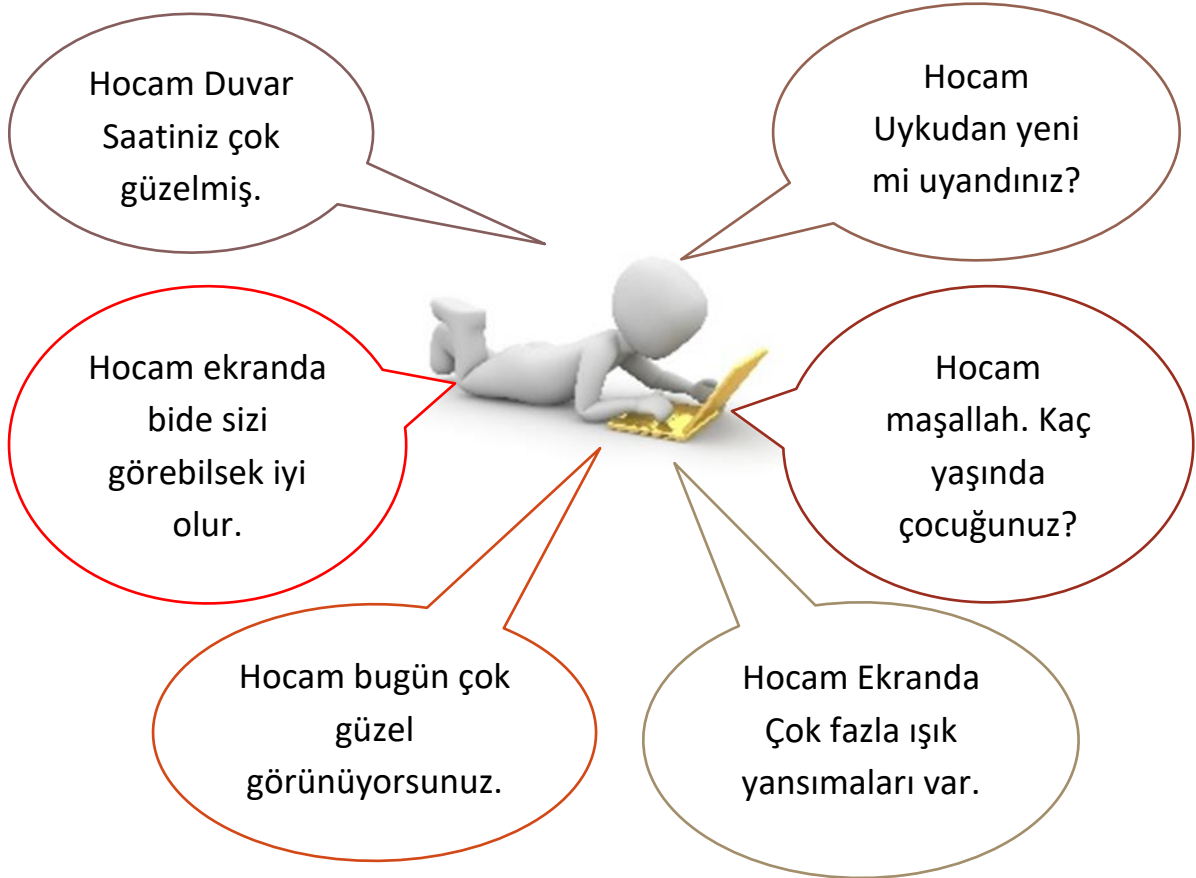 Hocam Duvar
Saatiniz çok
güzelmiş.
Hocam
Uykudan yeni
mi uyandınız?
Hocam ekranda
bide sizi
görebilsek iyi
olur.
Hocam
maşallah. Kaç
yaşında
çocuğunuz?
Hocam bugün çok
güzel
görünüyorsunuz.
Hocam Ekranda
Çok fazla ışık
yansımaları var.